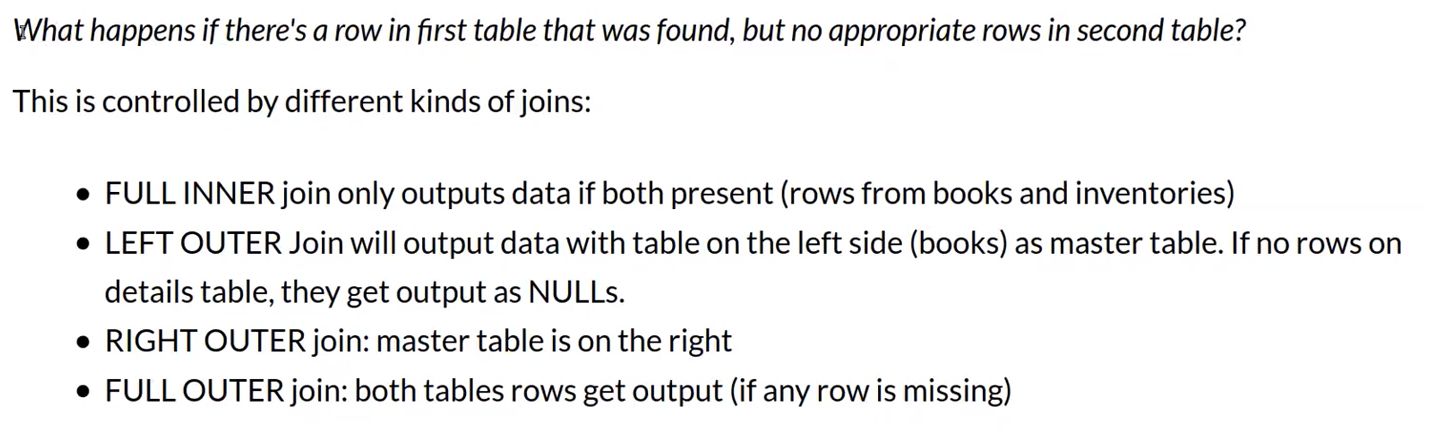 What happens if there's a row in first table that was found, but no appropriate rows in second table?
This is controlled by different kinds of joins:
• FULL INNER join only outputs data if both present (rows from books and inventories)
• LEFT OUTER Join will output data with table on the left side (books) as master table. If no rows on
details table, they get output as NULLs.
• RIGHT OUTER join: master table is on the right
• FULL OUTER join: both tables rows get output (if any row is missing)